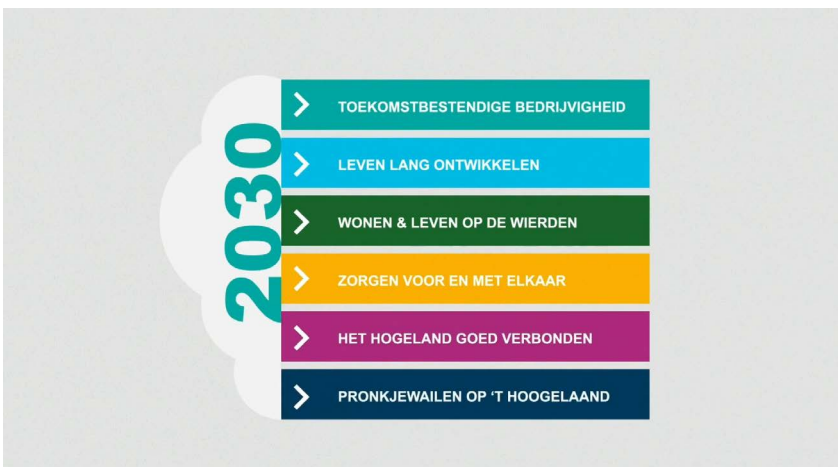 2030
TOEKOMSTBESTENDIGE BEDRIJVIGHEID
LEVEN LANG ONTWIKKELEN
WONEN & LEVEN OP DE WIERDEN
ZORGEN VOOR EN MET ELKAAR
HET HOGELAND GOED VERBONDEN
PRONKJEWAILEN OP ‘T HOOGELAAND